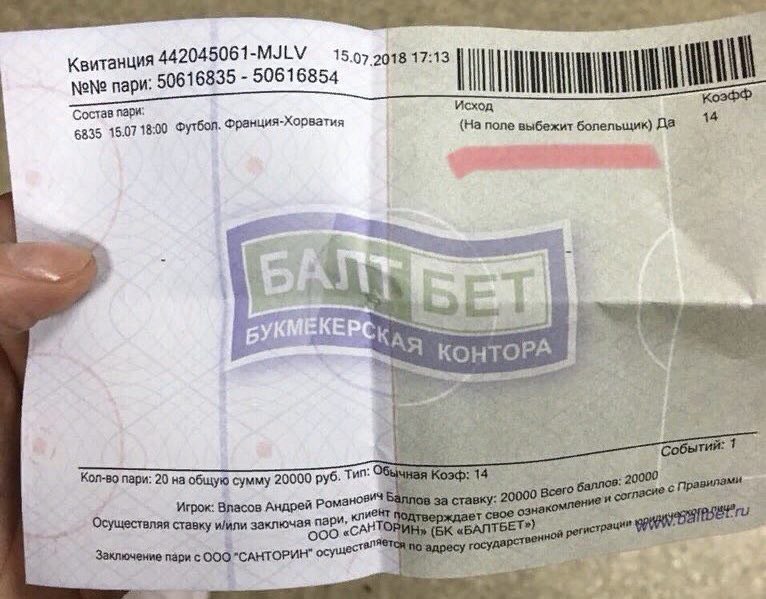 Квитанция 442045061-MJLV 15.07.2018 17:13
№№ пари: 50616835 - 50616854
Состав пари: Исход Коэфф
6835 15.07 18:00 Футбол. Франция-Хорватия (На поле выбежит болельщик) Да 14
БАЛТБЕТ
БУКМЕКЕРСКАЯ КОНТОРА
Событий: 1
Кол-во пари: 20 на общую сумму 20000 руб. Тип: Обычная Коэф: 14
Игрок: Власов Андрей Романович Баллов за ставку: 20000 Всего баллов: 20000
Осуществляя ставку и/или заключая пари, клиент подтверждает свое ознакомление и согласие с Правилами
ООО «САНТОРИН» (БК «БАЛТБЕТ»)
www.baltbet.ru
Заключение пари с ООО "САНТОРИН" осуществляется по адресу государственной регистрации юридического лица